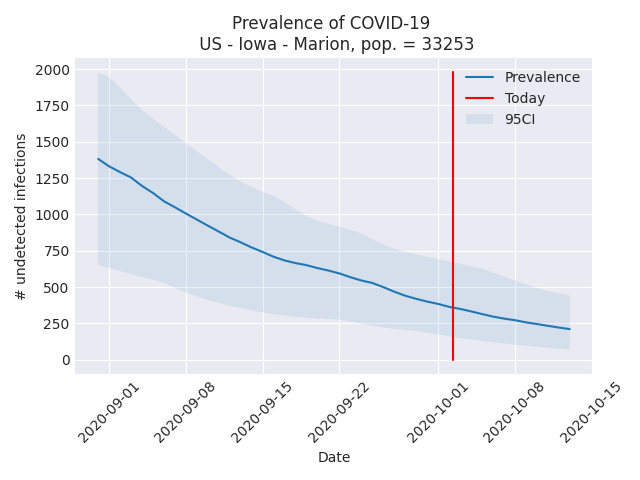 Prevalence of COVID-19
US - Iowa - Marion, pop. = 33253
2000
1750
1500
1250
1000
750
500
250
0
# undetected infections
Prevalence
Today
95CI
2020-09-01
2020-09-08
2020-09-15
2020-09-22
2020-10-01
2020-10-08
2020-10-15
Date